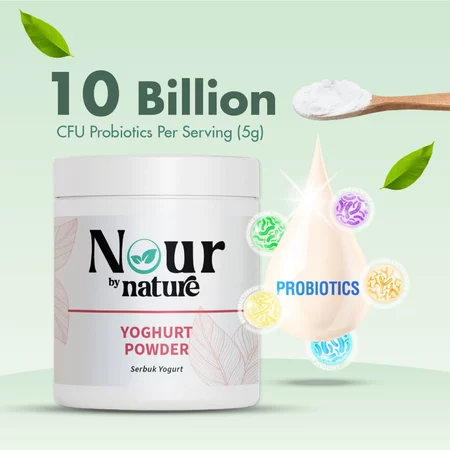 10 Billion
CFU Probiotics Per Serving (5g)
Nour
by nature
YOGHURT
POWDER
Serbuk Yogurt
PROBIOTICS